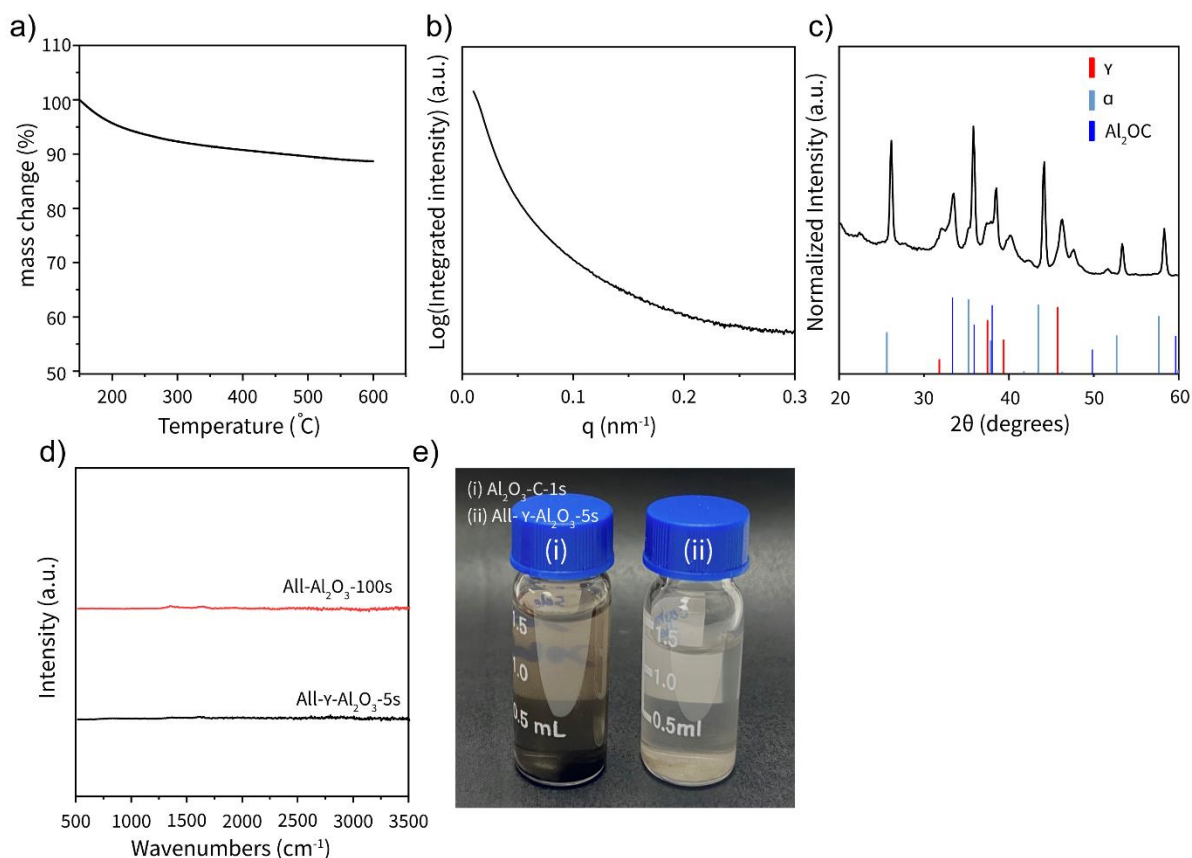 a)
110
100
90
80
70
60
50
mass change (%)
200 300 400 500 600
Temperature (°C)
b)
Log(Integrated intensity) (a.u.)
0.0 0.1 0.2 0.3
q (nm⁻¹)
c)
Normalized Intensity (a.u.)
γ
α
Al₂OC
20 30 40 50 60
2θ (degrees)
d)
Intensity (a.u.)
All-Al₂O₃-100s
All-γ-Al₂O₃-5s
500 1000 1500 2000 2500 3000 3500
Wavenumbers (cm⁻¹)
e)
(i) Al₂O₃-C-1s
(ii) All-γ-Al₂O₃-5s
(i) (ii)
1.5
1.0
0.5 mL
1.5
1.0
0.5ml